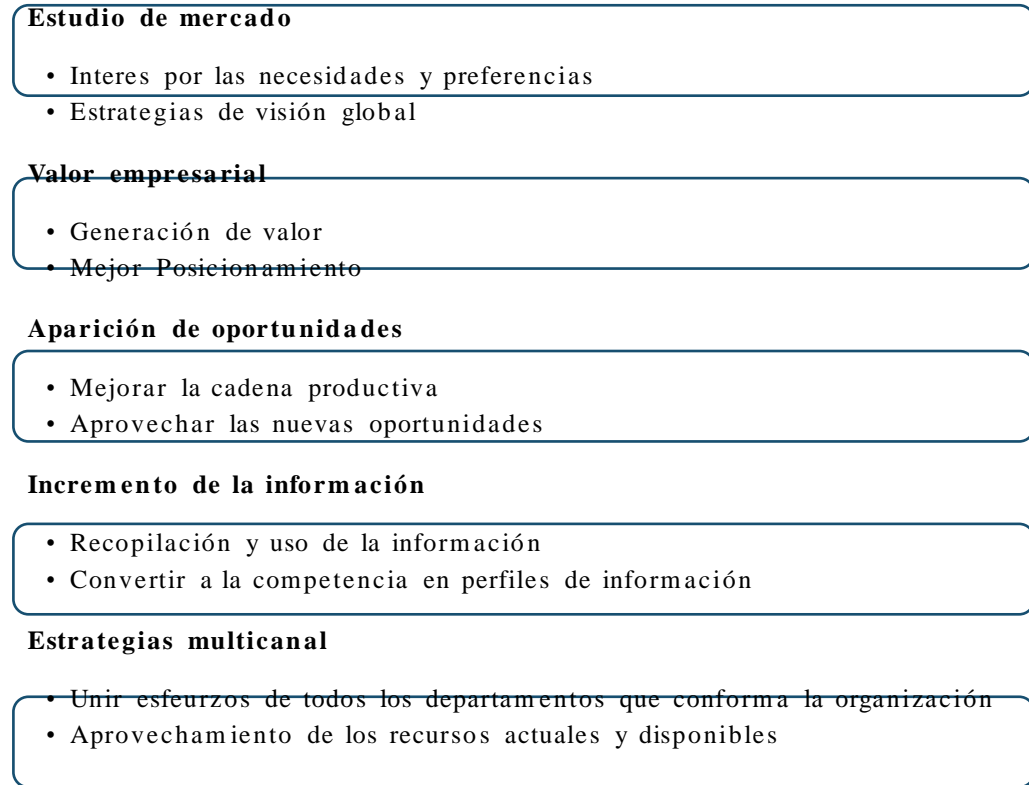 Estudio de mercado
• Interes por las necesidades y preferencias
• Estrategias de visión global
Valor empresarial
• Generación de valor
• Mejor Posicionamiento
Aparición de oportunidades
• Mejorar la cadena productiva
• Aprovechar las nuevas oportunidades
Incremento de la información
• Recopilación y uso de la información
• Convertir a la competencia en perfiles de información
Estrategias multicanal
• Unir esfeurzos de todos los departamentos que conforma la organización
• Aprovechamiento de los recursos actuales y disponibles